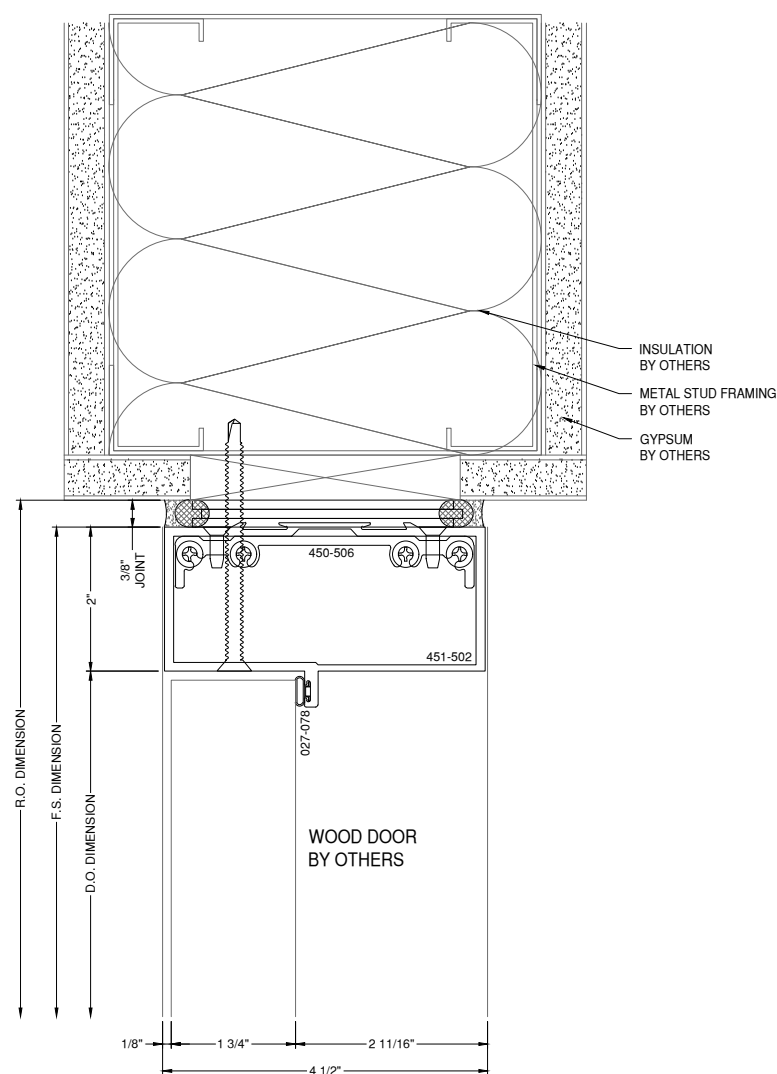 INSULATION
BY OTHERS
METAL STUD FRAMING
BY OTHERS
GYPSUM
BY OTHERS
3/8"
JOINT
2"
450-506
451-502
027-078
R.O. DIMENSION
F.S. DIMENSION
D.O. DIMENSION
WOOD DOOR
BY OTHERS
1/8"
1 3/4"
2 11/16"
4 1/2"